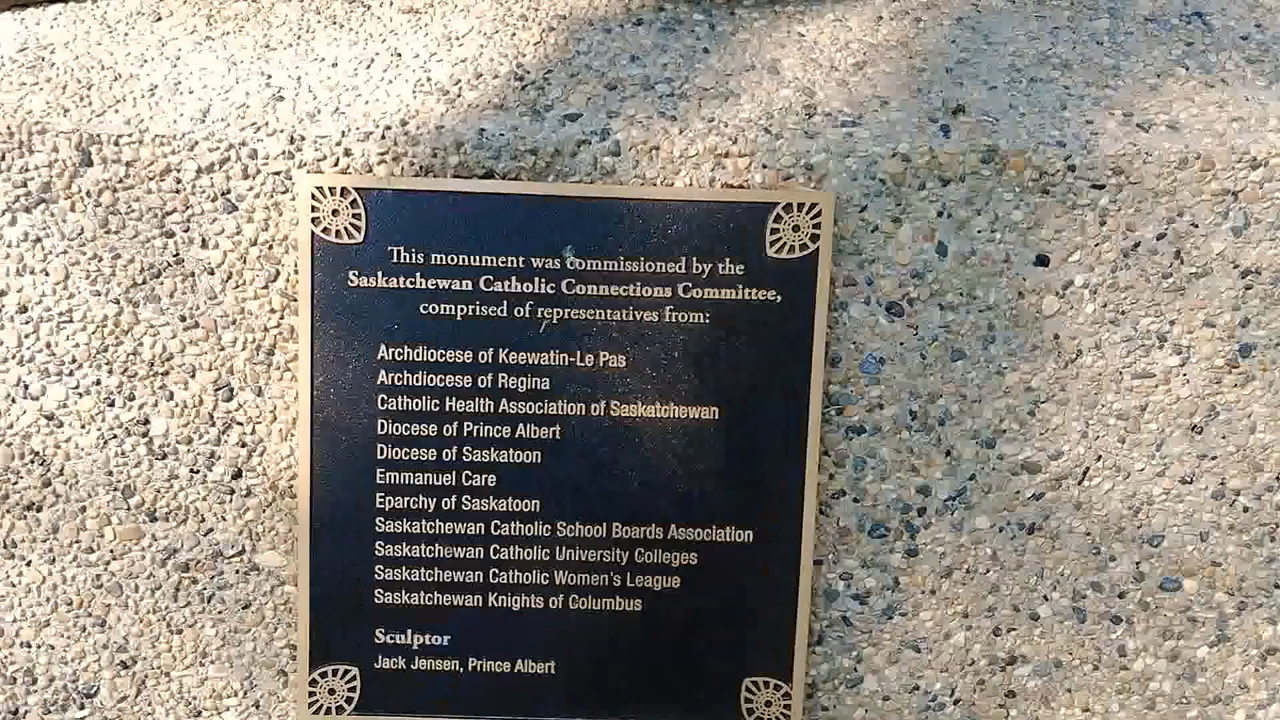 This monument was commissioned by the
Saskatchewan Catholic Connections Committee,
comprised of representatives from:
Archdiocese of Keewatin-Le Pas
Archdiocese of Regina
Catholic Health Association of Saskatchewan
Diocese of Prince Albert
Diocese of Saskatoon
Emmanuel Care
Eparchy of Saskatoon
Saskatchewan Catholic School Boards Association
Saskatchewan Catholic University Colleges
Saskatchewan Catholic Women's League
Saskatchewan Knights of Columbus
Sculptor
Jack Jensen, Prince Albert